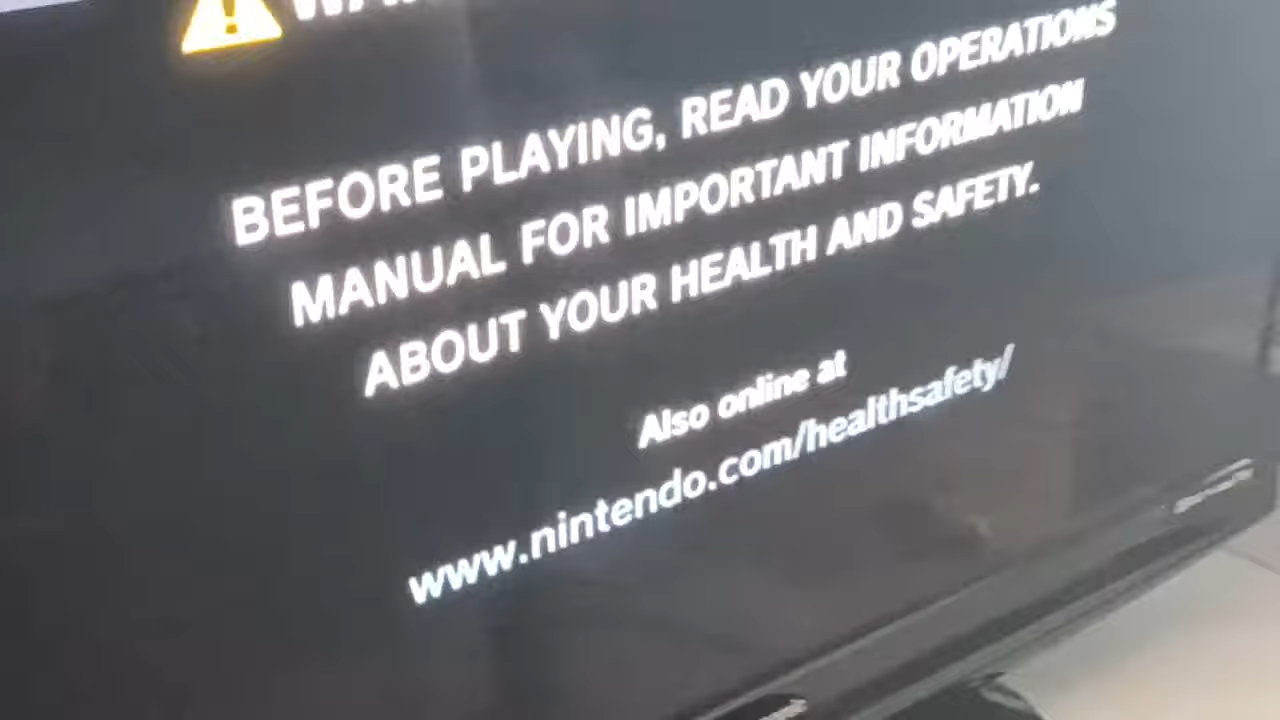 BEFORE PLAYING, READ YOUR OPERATIONS
MANUAL FOR IMPORTANT INFORMATION
ABOUT YOUR HEALTH AND SAFETY.
Also online at
www.nintendo.com/healthsafety/